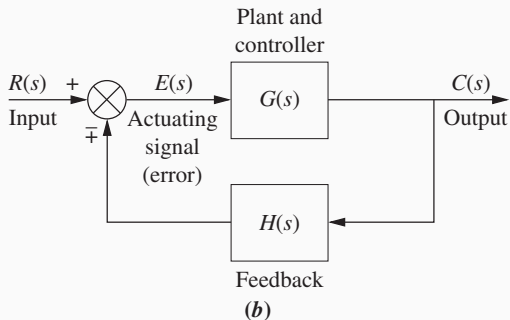 Plant and
controller
R(s) + E(s) G(s) C(s)
Input ∓ Actuating Output
signal
(error)
H(s)
Feedback
(b)